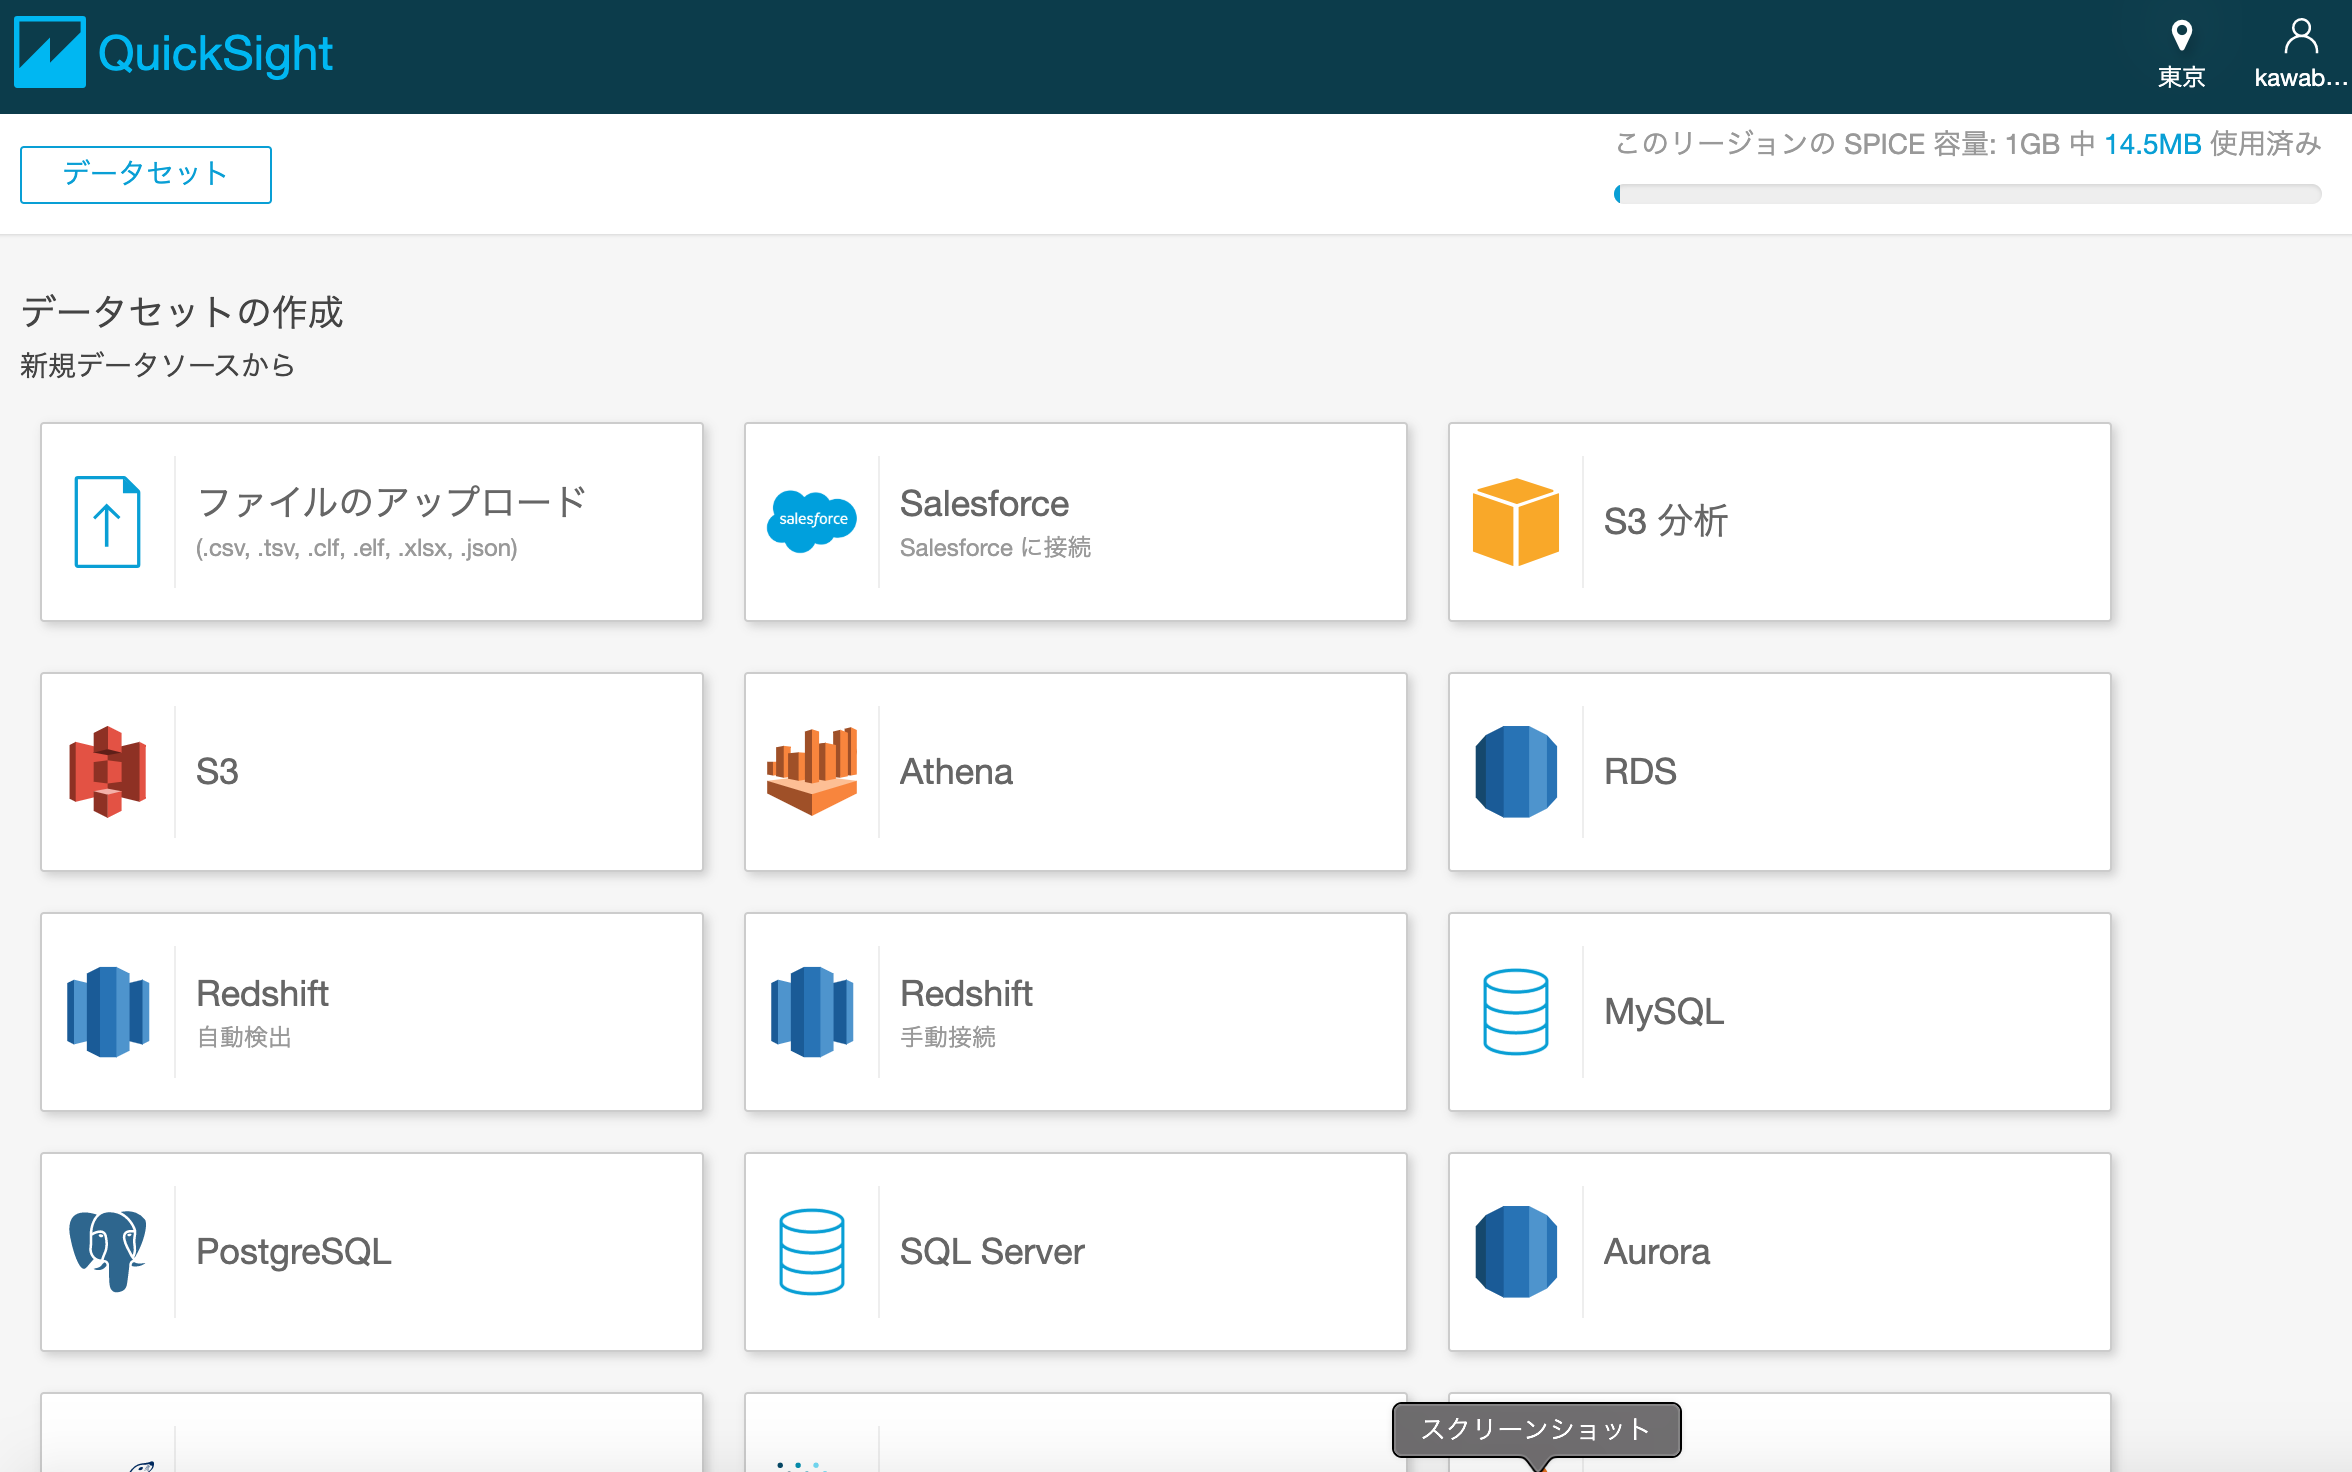 QuickSight
東京
kawab...
データセット
このリージョンの SPICE 容量: 1GB 中 14.5MB 使用済み
データセットの作成
新規データソースから
ファイルのアップロード
(.csv, .tsv, .clf, .elf, .xlsx, .json)
salesforce
Salesforce
Salesforce に接続
S3 分析
S3
Athena
RDS
Redshift
自動検出
Redshift
手動接続
MySQL
PostgreSQL
SQL Server
Aurora
スクリーンショット